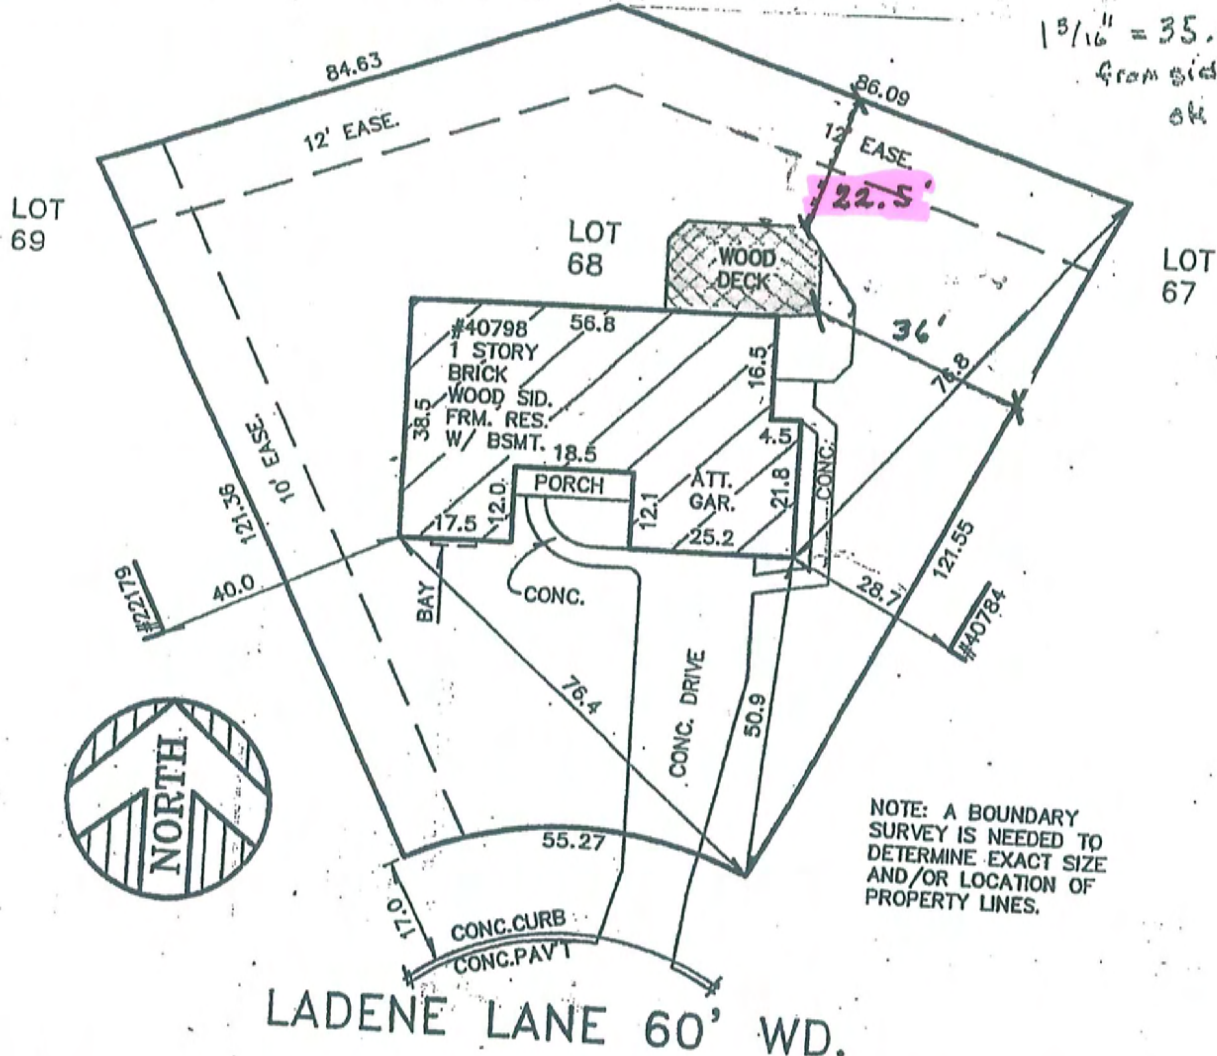 1 3/16" = 35.
from sid
ok
84.63
86.09
12' EASE.
12' EASE.
22.5'
LOT
69
LOT
68
WOOD
DECK
LOT
67
#40798
1 STORY
BRICK
WOOD SID.
FRM. RES.
W/ BSMT.
56.8
36'
76.8
16.5
38.5
4.5
18.5
PORCH
ATT.
GAR.
21.8
CONC.
12.0
12.1
17.5
25.2
10' EASE.
121.36
121.55
40.0
#22179
BAY
CONC.
28.7
#40784
76.4
CONC. DRIVE
50.9
NORTH
55.27
NOTE: A BOUNDARY
SURVEY IS NEEDED TO
DETERMINE EXACT SIZE
AND/OR LOCATION OF
PROPERTY LINES.
17.0
CONC.CURB
CONC.PAV'T
LADENE LANE 60' WD.